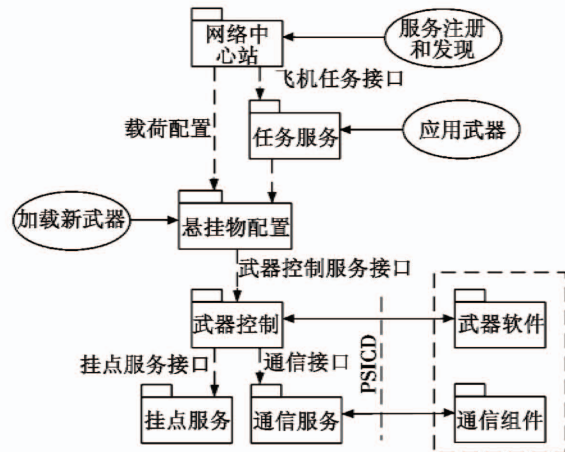 网络中
心站
服务注册
和发现
飞机任务接口
载荷配置
任务服务
应用武器
加载新武器
悬挂物配置
武器控制服务接口
武器控制
武器软件
挂点服务接口
通信接口
PSICD
挂点服务
通信服务
通信组件